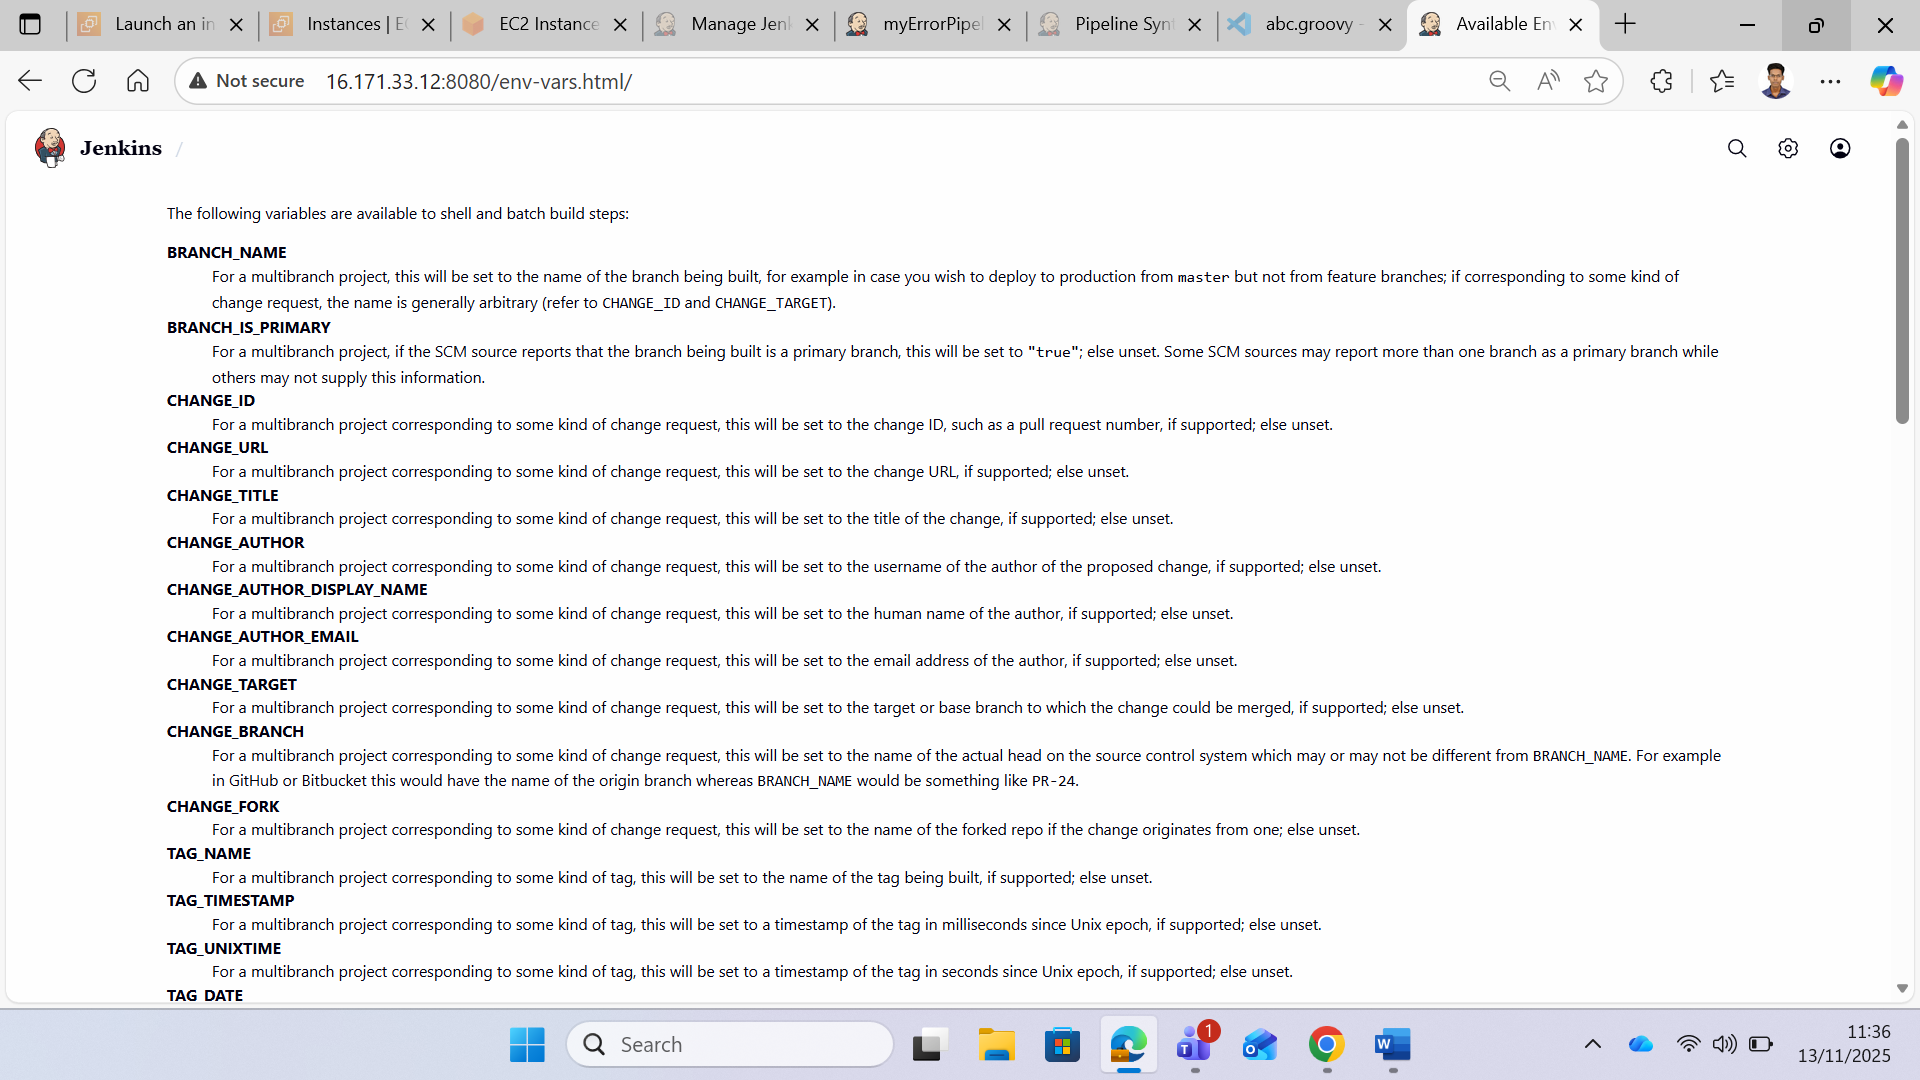 Launch an in
Instances | EC
EC2 Instance
Manage Jenk
myErrorPipel
Pipeline Synt
abc.groovy -
Available Env
Not secure
16.171.33.12:8080/env-vars.html/
Jenkins /
The following variables are available to shell and batch build steps:
BRANCH_NAME
For a multibranch project, this will be set to the name of the branch being built, for example in case you wish to deploy to production from master but not from feature branches; if corresponding to some kind of
change request, the name is generally arbitrary (refer to CHANGE_ID and CHANGE_TARGET).
BRANCH_IS_PRIMARY
For a multibranch project, if the SCM source reports that the branch being built is a primary branch, this will be set to "true"; else unset. Some SCM sources may report more than one branch as a primary branch while
others may not supply this information.
CHANGE_ID
For a multibranch project corresponding to some kind of change request, this will be set to the change ID, such as a pull request number, if supported; else unset.
CHANGE_URL
For a multibranch project corresponding to some kind of change request, this will be set to the change URL, if supported; else unset.
CHANGE_TITLE
For a multibranch project corresponding to some kind of change request, this will be set to the title of the change, if supported; else unset.
CHANGE_AUTHOR
For a multibranch project corresponding to some kind of change request, this will be set to the username of the author of the proposed change, if supported; else unset.
CHANGE_AUTHOR_DISPLAY_NAME
For a multibranch project corresponding to some kind of change request, this will be set to the human name of the author, if supported; else unset.
CHANGE_AUTHOR_EMAIL
For a multibranch project corresponding to some kind of change request, this will be set to the email address of the author, if supported; else unset.
CHANGE_TARGET
For a multibranch project corresponding to some kind of change request, this will be set to the target or base branch to which the change could be merged, if supported; else unset.
CHANGE_BRANCH
For a multibranch project corresponding to some kind of change request, this will be set to the name of the actual head on the source control system which may or may not be different from BRANCH_NAME. For example
in GitHub or Bitbucket this would have the name of the origin branch whereas BRANCH_NAME would be something like PR-24.
CHANGE_FORK
For a multibranch project corresponding to some kind of change request, this will be set to the name of the forked repo if the change originates from one; else unset.
TAG_NAME
For a multibranch project corresponding to some kind of tag, this will be set to the name of the tag being built, if supported; else unset.
TAG_TIMESTAMP
For a multibranch project corresponding to some kind of tag, this will be set to a timestamp of the tag in milliseconds since Unix epoch, if supported; else unset.
TAG_UNIXTIME
For a multibranch project corresponding to some kind of tag, this will be set to a timestamp of the tag in seconds since Unix epoch, if supported; else unset.
TAG_DATE
Search
1
11:36
13/11/2025